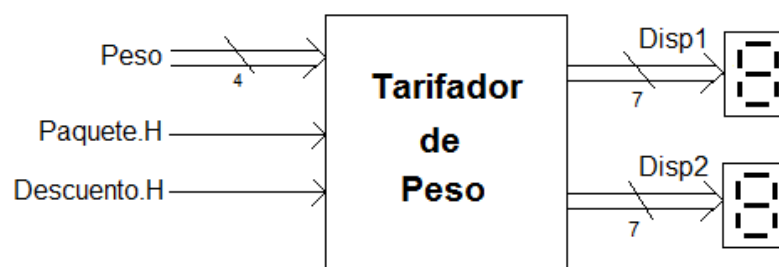 Peso
4
Paquete.H
Descuento.H
Tarifador
de
Peso
Disp1
7
Disp2
7